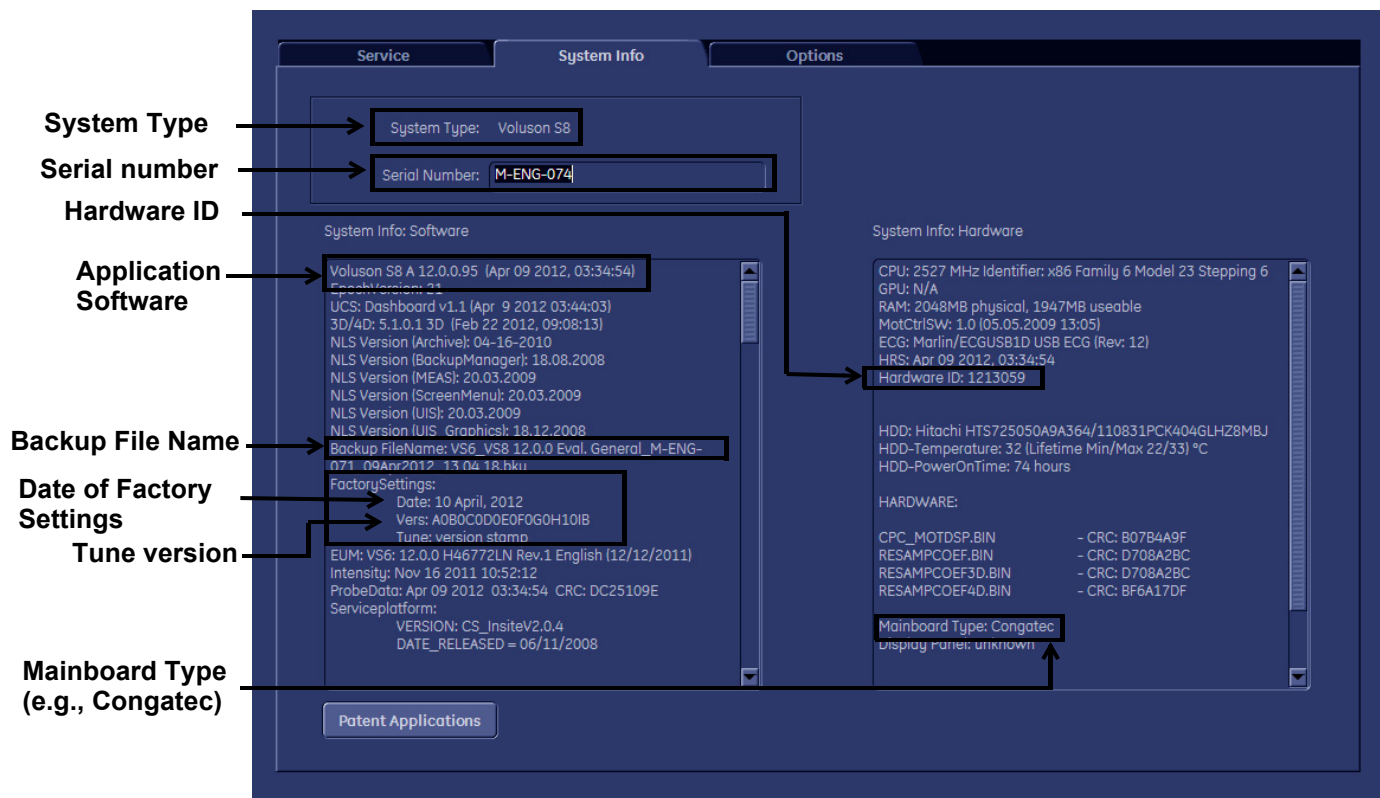 Service
System Info
Options
System Type
System Type: Voluson S8
Serial number
Serial Number: M-ENG-074
Hardware ID
System Info: Software
System Info: Hardware
Application
Software
Voluson S8 A 12.0.0.95 (Apr 09 2012, 03:34:54)
EpochVersion: 21
UCS: Dashboard v1.1 (Apr 9 2012 03:44:03)
3D/4D: 5.1.0.1 3D (Feb 22 2012, 09:08:13)
NLS Version (Archive): 04-16-2010
NLS Version (BackupManager): 18.08.2008
NLS Version (MEAS): 20.03.2009
NLS Version (ScreenMenu): 20.03.2009
NLS Version (UIS): 20.03.2009
NLS Version (UIS_Graphics): 18.12.2008
Backup File Name
Backup FileName: VS6_VS8 12.0.0 Eval. General_M-ENG-
071_09Apr2012_13.04.18.bku
Date of Factory
Settings
FactorySettings:
Date: 10 April, 2012
Vers: A0B0C0D0E0F0G0H10IB
Tune: version stamp
Tune version
EUM: VS6: 12.0.0 H46772LN Rev.1 English (12/12/2011)
Intensity: Nov 16 2011 10:52:12
ProbeData: Apr 09 2012 03:34:54 CRC: DC25109E
Serviceplatform:
VERSION: CS_InsiteV2.0.4
DATE_RELEASED = 06/11/2008
CPU: 2527 MHz Identifier: x86 Family 6 Model 23 Stepping 6
GPU: N/A
RAM: 2048MB physical, 1947MB useable
MotCtrlSW: 1.0 (05.05.2009 13:05)
ECG: Marlin/ECGUSB1D USB ECG (Rev: 12)
HRS: Apr 09 2012, 03:34:54
Hardware ID: 1213059
HDD: Hitachi HTS725050A9A364/110831PCK404GLHZ8MBJ
HDD-Temperature: 32 (Lifetime Min/Max 22/33) °C
HDD-PowerOnTime: 74 hours
HARDWARE:
CPC_MOTDSP.BIN - CRC: B07B4A9F
RESAMPCOEF.BIN - CRC: D708A2BC
RESAMPCOEF3D.BIN - CRC: D708A2BC
RESAMPCOEF4D.BIN - CRC: BF6A17DF
Mainboard Type: Congatec
Display Panel: unknown
Mainboard Type
(e.g., Congatec)
Patent Applications